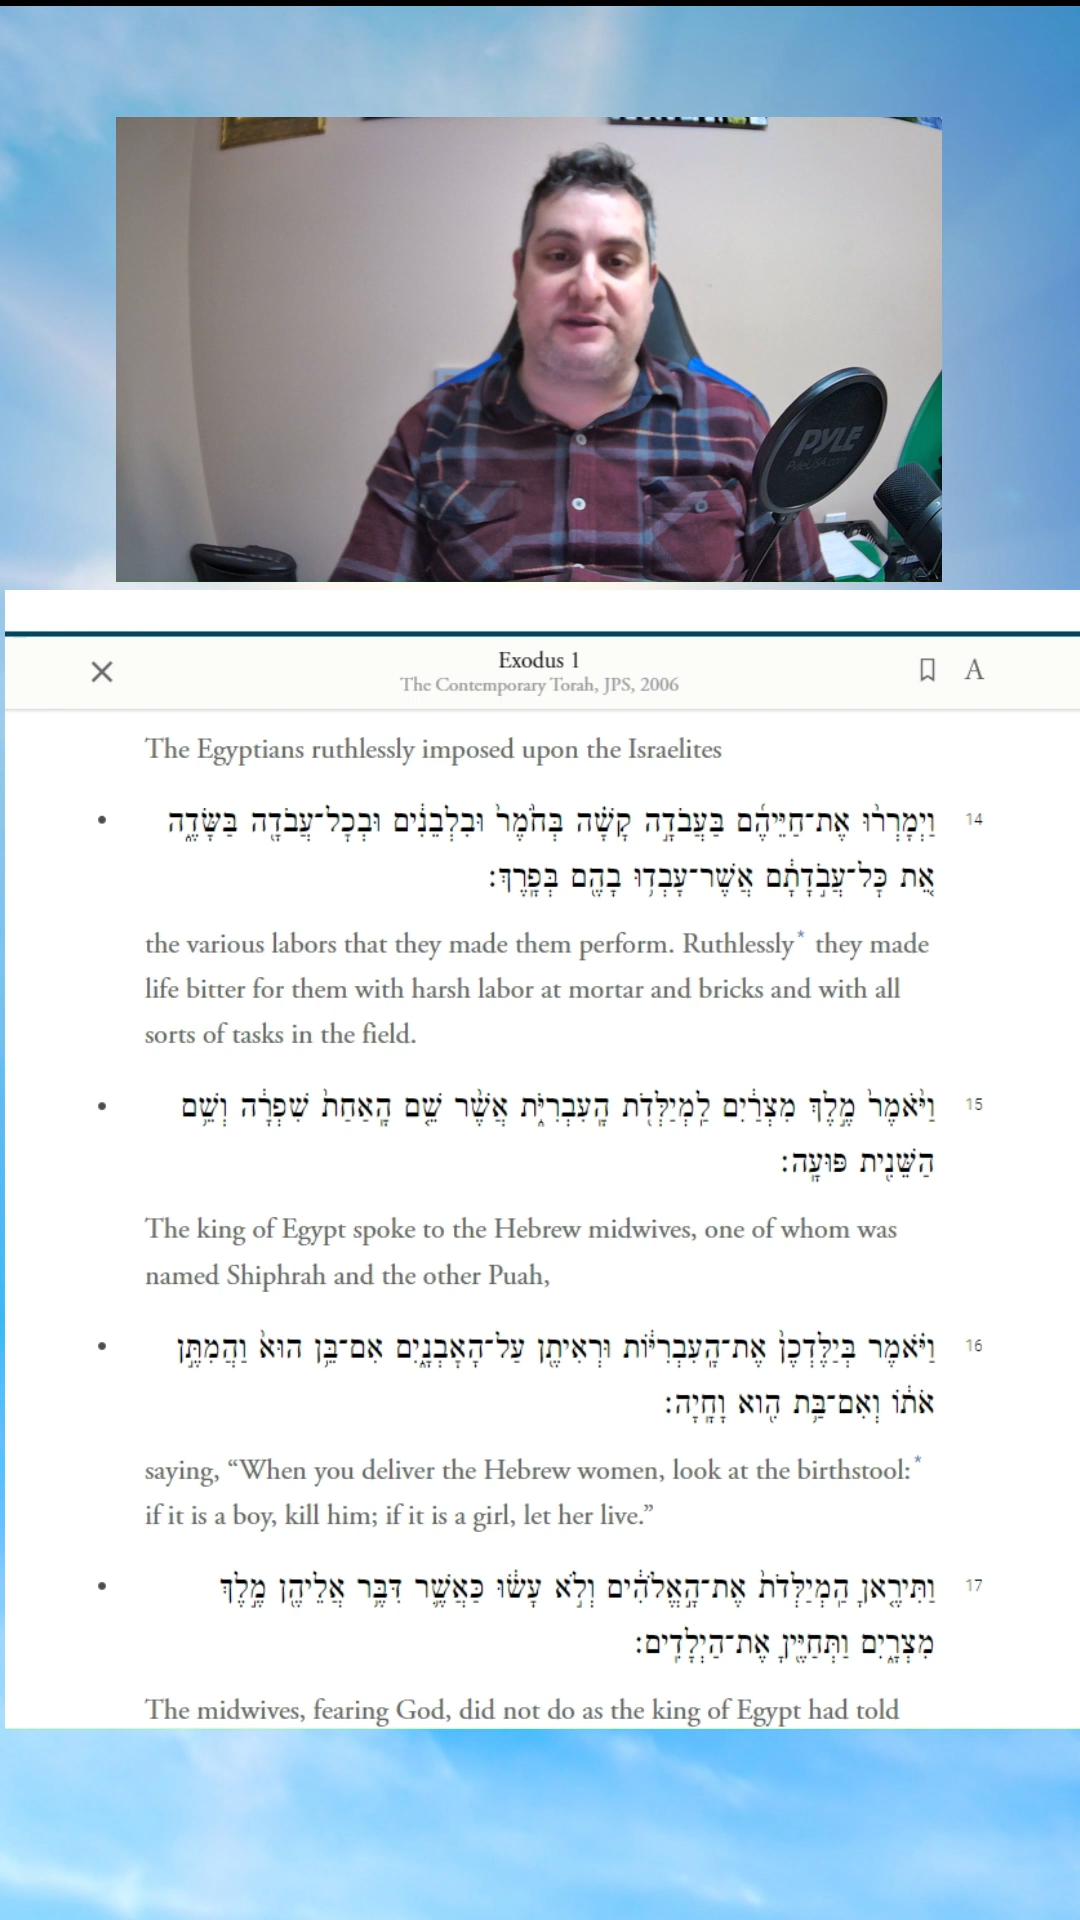 PYLE
PyleUSA.com
Exodus 1
The Contemporary Torah, JPS, 2006
A
The Egyptians ruthlessly imposed upon the Israelites
14
וַיְמָרְר֨וּ אֶת־חַיֵּיהֶ֜ם בַּעֲבֹדָ֣ה קָשָׁ֗ה בְּחֹ֙מֶר֙ וּבִלְבֵנִ֔ים וּבְכׇל־עֲבֹדָ֖ה בַּשָּׂדֶ֑ה
אֵ֚ת כׇּל־עֲבֹ֣דָתָ֔ם אֲשֶׁר־עָבְד֥וּ בָהֶ֖ם בְּפָֽרֶךְ׃
the various labors that they made them perform. Ruthlessly* they made
life bitter for them with harsh labor at mortar and bricks and with all
sorts of tasks in the field.
15
וַיֹּ֙אמֶר֙ מֶ֣לֶךְ מִצְרַ֔יִם לַֽמְיַלְּדֹ֖ת הָֽעִבְרִיֹּ֑ת אֲשֶׁ֨ר שֵׁ֤ם הָֽאַחַת֙ שִׁפְרָ֔ה וְשֵׁ֥ם
הַשֵּׁנִ֖ית פּוּעָֽה׃
The king of Egypt spoke to the Hebrew midwives, one of whom was
named Shiphrah and the other Puah,
16
וַיֹּ֗אמֶר בְּיַלֶּדְכֶן֙ אֶת־הָֽעִבְרִיּ֔וֹת וּרְאִיתֶ֖ן עַל־הָאׇבְנָ֑יִם אִם־בֵּ֥ן הוּא֙ וַהֲמִתֶּ֣ן
אֹת֔וֹ וְאִם־בַּ֥ת הִ֖וא וָחָֽיָה׃
saying, “When you deliver the Hebrew women, look at the birthstool:*
if it is a boy, kill him; if it is a girl, let her live.”
17
וַתִּירֶ֤אןָ הַֽמְיַלְּדֹת֙ אֶת־הָ֣אֱלֹהִ֔ים וְלֹ֣א עָשׂ֔וּ כַּאֲשֶׁ֛ר דִּבֶּ֥ר אֲלֵיהֶ֖ן מֶ֣לֶךְ
מִצְרָ֑יִם וַתְּחַיֶּ֖יןָ אֶת־הַיְלָדִֽים׃
The midwives, fearing God, did not do as the king of Egypt had told